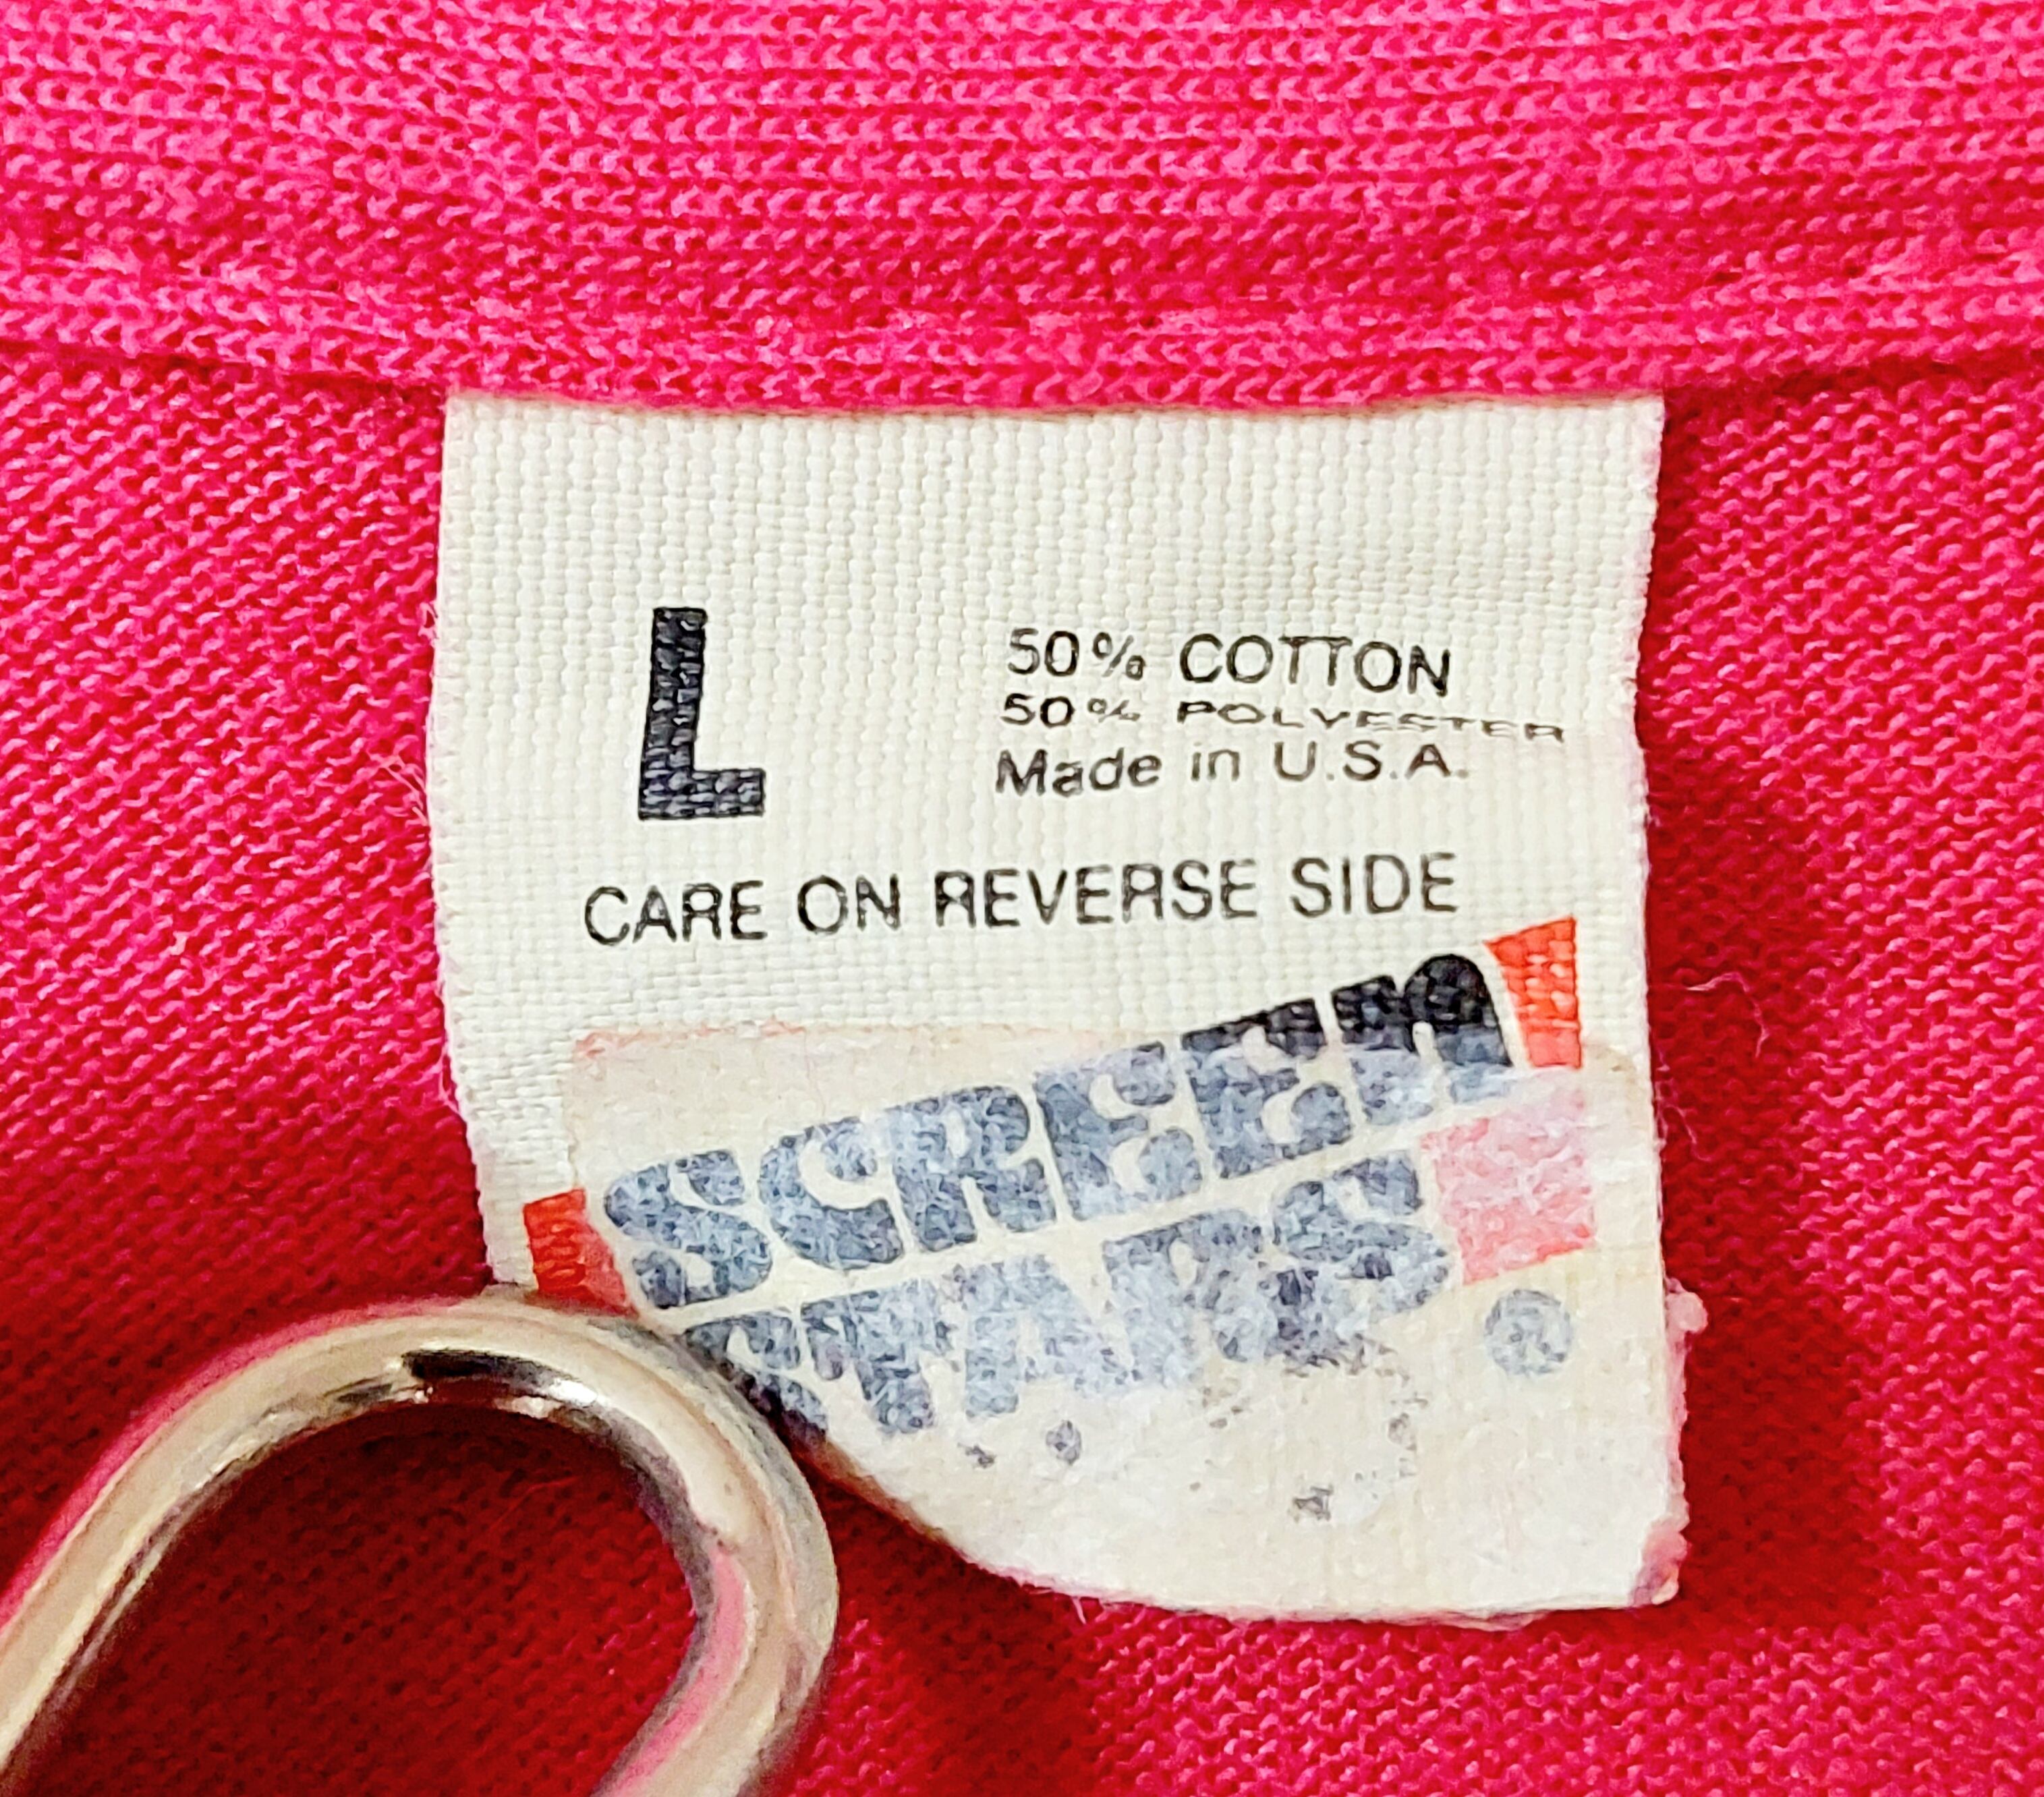 L
50% COTTON
50% POLYESTER
Made in U.S.A.
CARE ON REVERSE SIDE
SCREEN
STARS
®